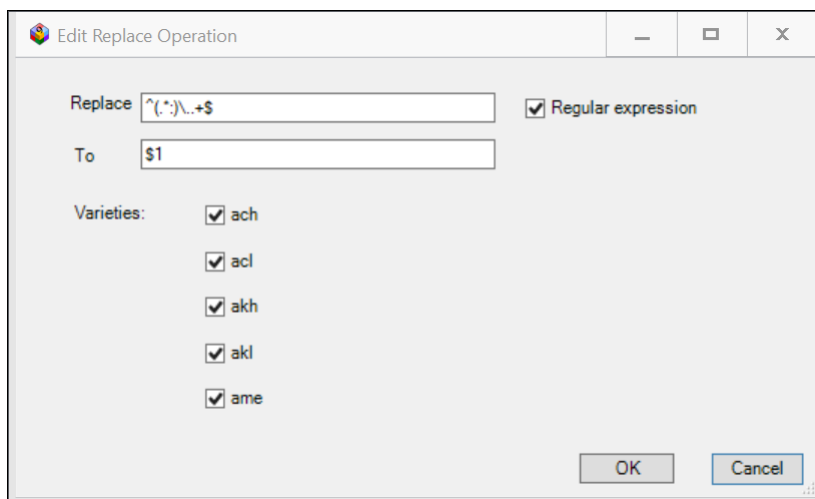 Edit Replace Operation
Replace ^(.*:)\..+$ Regular expression
To $1
Varieties: ach
acl
akh
akl
ame
OK Cancel